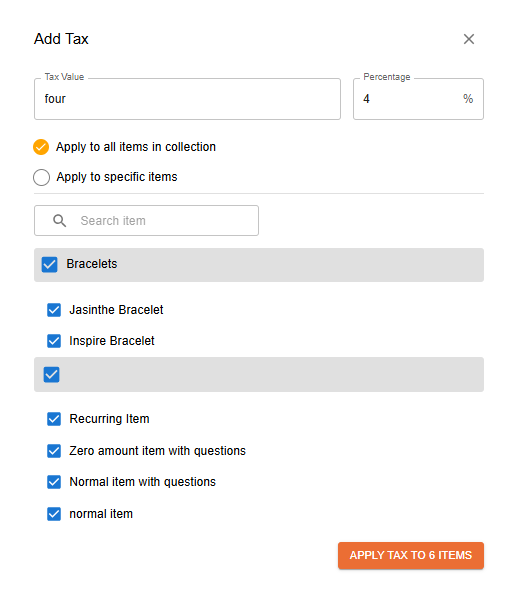 Add Tax
Tax Value
Percentage
four
4
%
Apply to all items in collection
Apply to specific items
Search item
Bracelets
Jasinthe Bracelet
Inspire Bracelet
Recurring Item
Zero amount item with questions
Normal item with questions
normal item
APPLY TAX TO 6 ITEMS